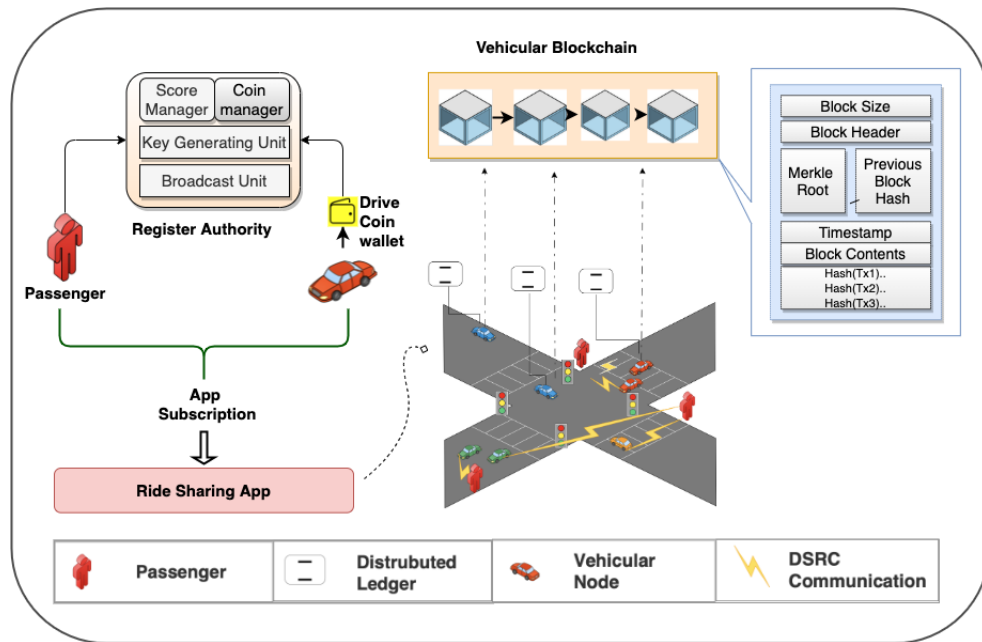 Vehicular Blockchain
Score
Manager
Coin
manager
Key Generating Unit
Broadcast Unit
Register Authority
Drive
Coin
wallet
Passenger
App
Subscription
Ride Sharing App
Block Size
Block Header
Merkle
Root
Previous
Block
Hash
Timestamp
Block Contents
Hash(Tx1)..
Hash(Tx2)..
Hash(Tx3)..
Passenger
Distrubuted
Ledger
Vehicular
Node
DSRC
Communication